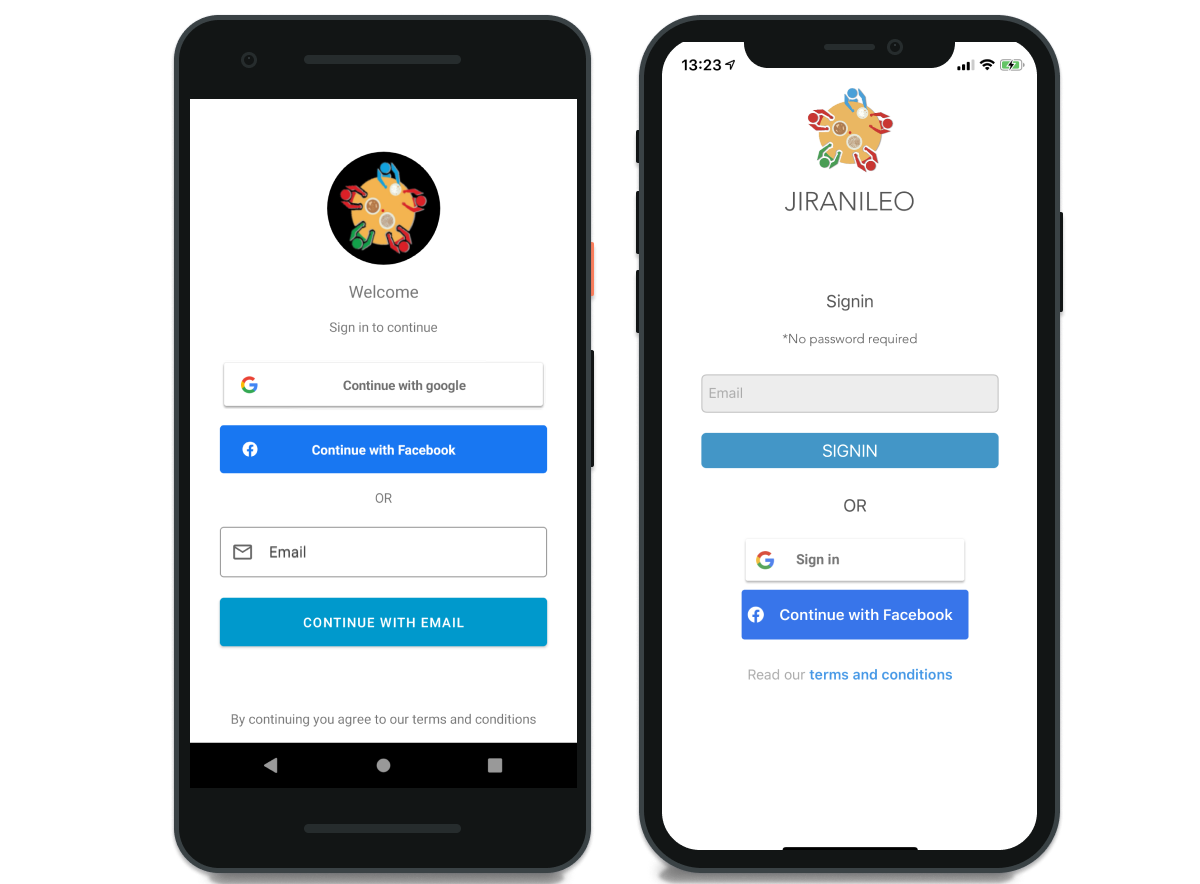 Welcome
Sign in to continue
Continue with google
Continue with Facebook
OR
Email
CONTINUE WITH EMAIL
By continuing you agree to our terms and conditions
13:23
JIRANILEO
Signin
*No password required
Email
SIGNIN
OR
Sign in
Continue with Facebook
Read our terms and conditions